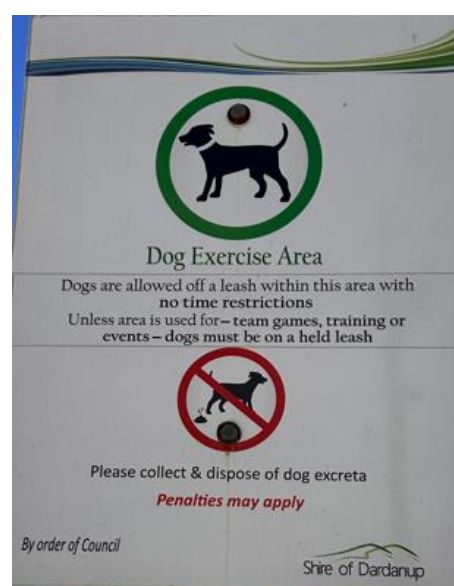 Dog Exercise Area
Dogs are allowed off a leash within this area with
no time restrictions
Unless area is used for– team games, training or
events – dogs must be on a held leash
Please collect & dispose of dog excreta
Penalties may apply
By order of Council
Shire of Dardanup